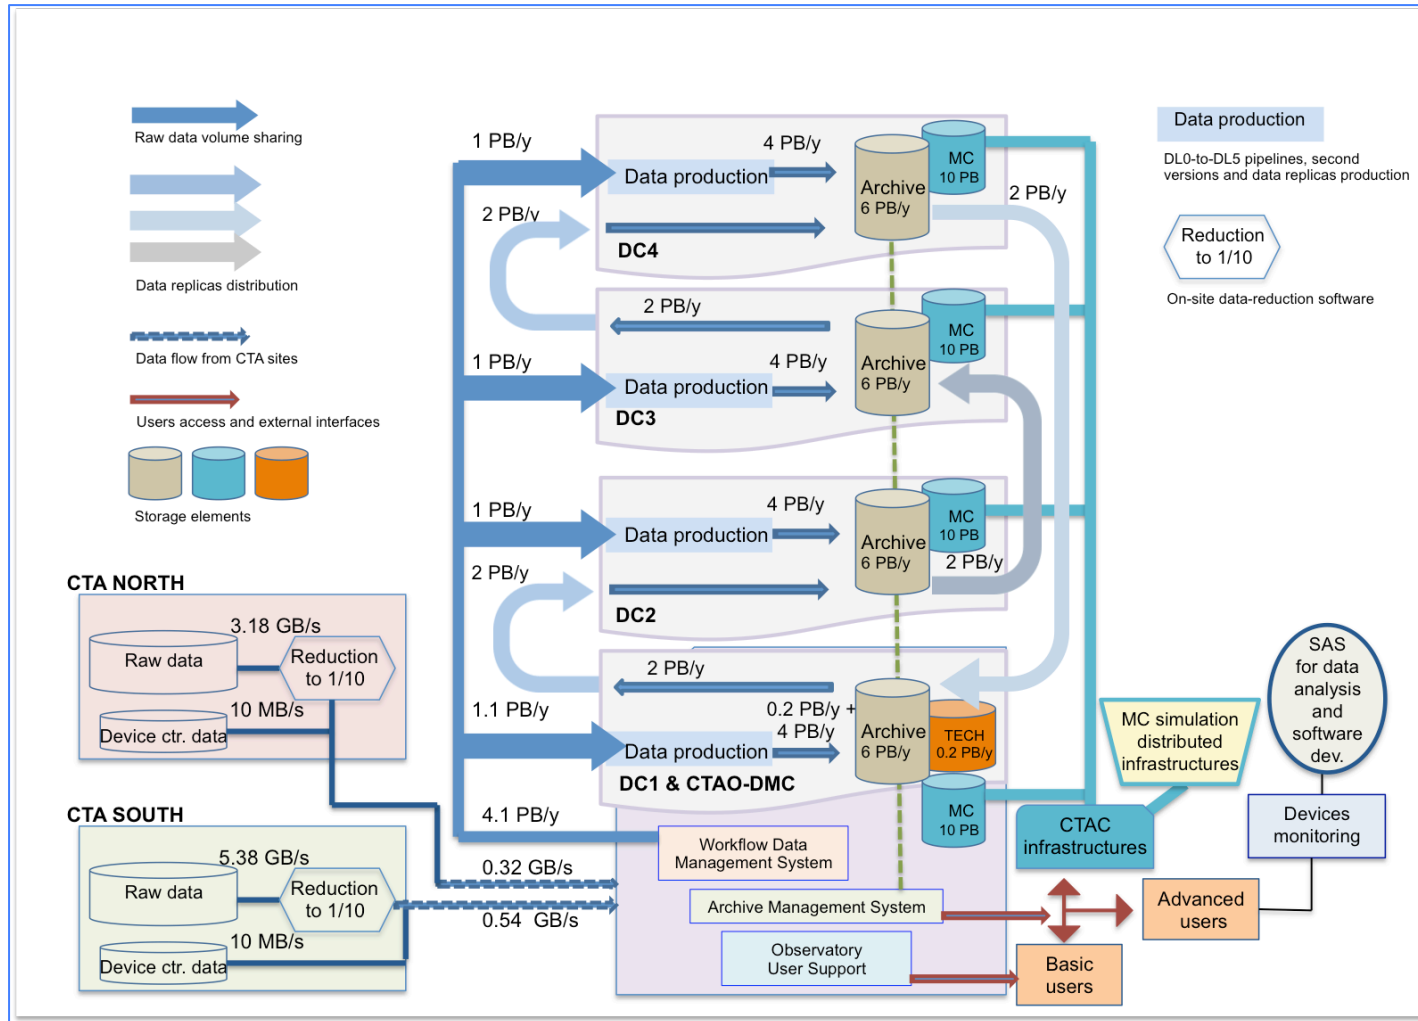 Raw data volume sharing
Data replicas distribution
Data flow from CTA sites
Users access and external interfaces
Storage elements
Data production
DL0-to-DL5 pipelines, second
versions and data replicas production
Reduction
to 1/10
On-site data-reduction software
1 PB/y
Data production
4 PB/y
Archive
6 PB/y
MC
10 PB
2 PB/y
2 PB/y
DC4
2 PB/y
1 PB/y
Data production
4 PB/y
Archive
6 PB/y
MC
10 PB
DC3
1 PB/y
Data production
4 PB/y
Archive
6 PB/y
MC
10 PB
2 PB/y
2 PB/y
DC2
2 PB/y
1.1 PB/y
Data production
0.2 PB/y +
4 PB/y
Archive
6 PB/y
TECH
0.2 PB/y
MC
10 PB
DC1 & CTAO-DMC
4.1 PB/y
Workflow Data
Management System
Archive Management System
Observatory
User Support
CTA NORTH
3.18 GB/s
Raw data
Reduction
to 1/10
10 MB/s
Device ctr. data
CTA SOUTH
5.38 GB/s
Raw data
Reduction
to 1/10
10 MB/s
Device ctr. data
0.32 GB/s
0.54 GB/s
MC simulation
distributed
infrastructures
CTAC
infrastructures
SAS
for data
analysis
and
software
dev.
Devices
monitoring
Advanced
users
Basic
users